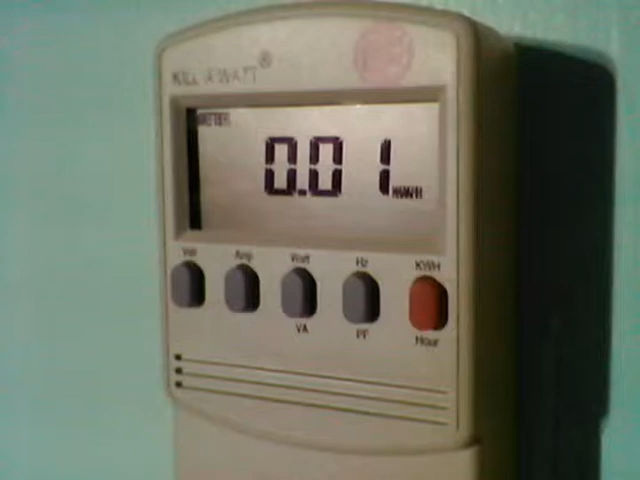 KILL A WATT®
METER
0.01 KWH
Volt Amp Watt Hz KWH
VA PF Hour